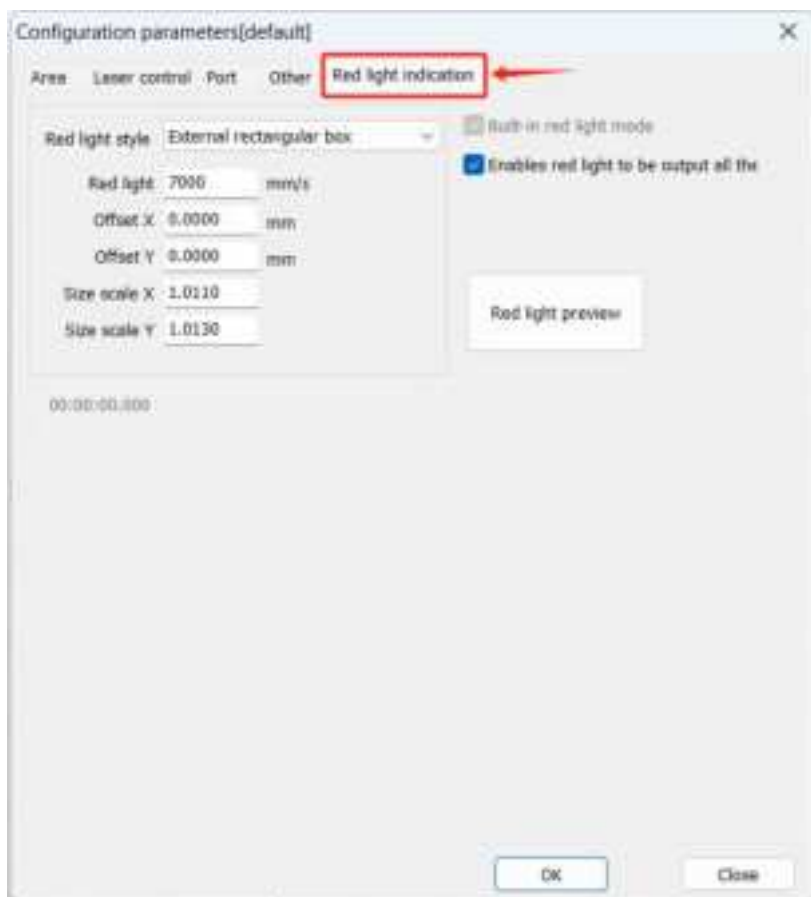 Configuration parameters[default]
Area Laser control Port Other Red light indication
Red light style External rectangular box
Built-in red light mode
Enables red light to be output all the
Red light 7000 mm/s
Offset X 0.0000 mm
Offset Y 0.0000 mm
Size scale X 1.0110
Size scale Y 1.0130
Red light preview
00:00:00.000
OK Close